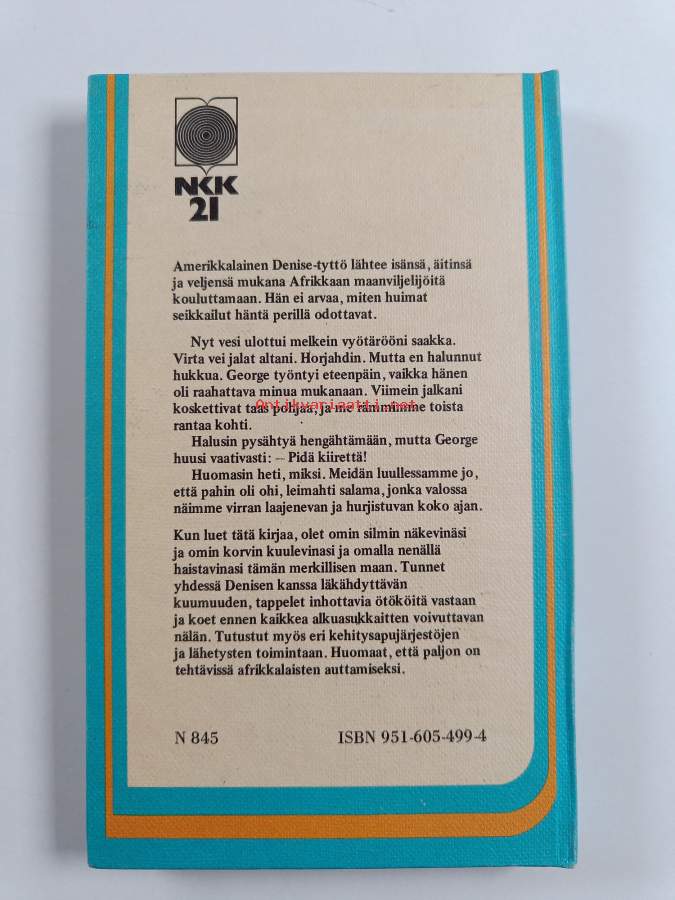 NKK
21
Amerikkalainen Denise-tyttö lähtee isänsä, äitinsä
ja veljensä mukana Afrikkaan maanviljelijöitä
kouluttamaan. Hän ei arvaa, miten huimat
seikkailut häntä perillä odottavat.
Nyt vesi ulottui melkein vyötärööni saakka.
Virta vei jalat altani. Horjahdin. Mutta en halunnut
hukkua. George työntyi eteenpäin, vaikka hänen
oli raahattava minua mukanaan. Viimein jalkani
koskettivat taas pohjaa, ja me rämmimme toista
Antikvariaatti.net
rantaa kohti.
Halusin pysähtyä hengähtämään, mutta George
huusi vaativasti: – Pidä kiirettä!
Huomasin heti, miksi. Meidän luullessamme jo,
että pahin oli ohi, leimahti salama, jonka valossa
näimme virran laajenevan ja hurjistuvan koko ajan.
Kun luet tätä kirjaa, olet omin silmin näkevinäsi
ja omin korvin kuulevinasi ja omalla nenällä
haistavinasi tämän merkillisen maan. Tunnet
yhdessä Denisen kanssa läkähdyttävän
kuumuuden, tappelet inhottavia ötököitä vastaan
ja koet ennen kaikkea alkuasukkaitten voivuttavan
nälän. Tutustut myös eri kehitysapujärjestöjen
ja lähetysten toimintaan. Huomaat, että paljon on
tehtävissä afrikkalaisten auttamiseksi.
N 845
ISBN 951-605-499-4